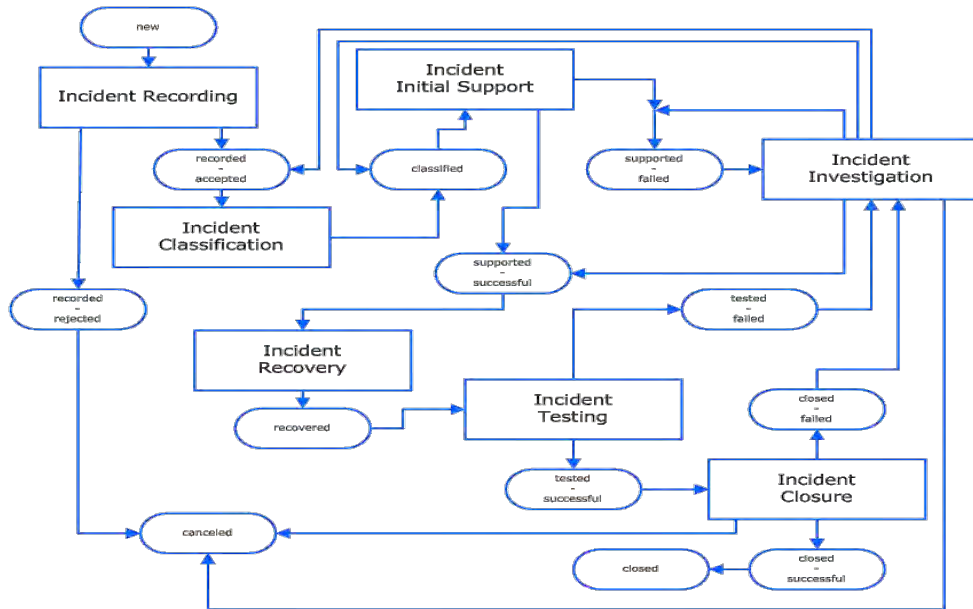 new
Incident Recording
Incident
Initial Support
recorded
-
accepted
classified
supported
-
failed
Incident
Investigation
Incident
Classification
supported
-
successful
recorded
-
rejected
tested
-
failed
Incident
Recovery
Incident
Testing
closed
-
failed
recovered
tested
-
successful
Incident
Closure
canceled
closed
closed
-
successful